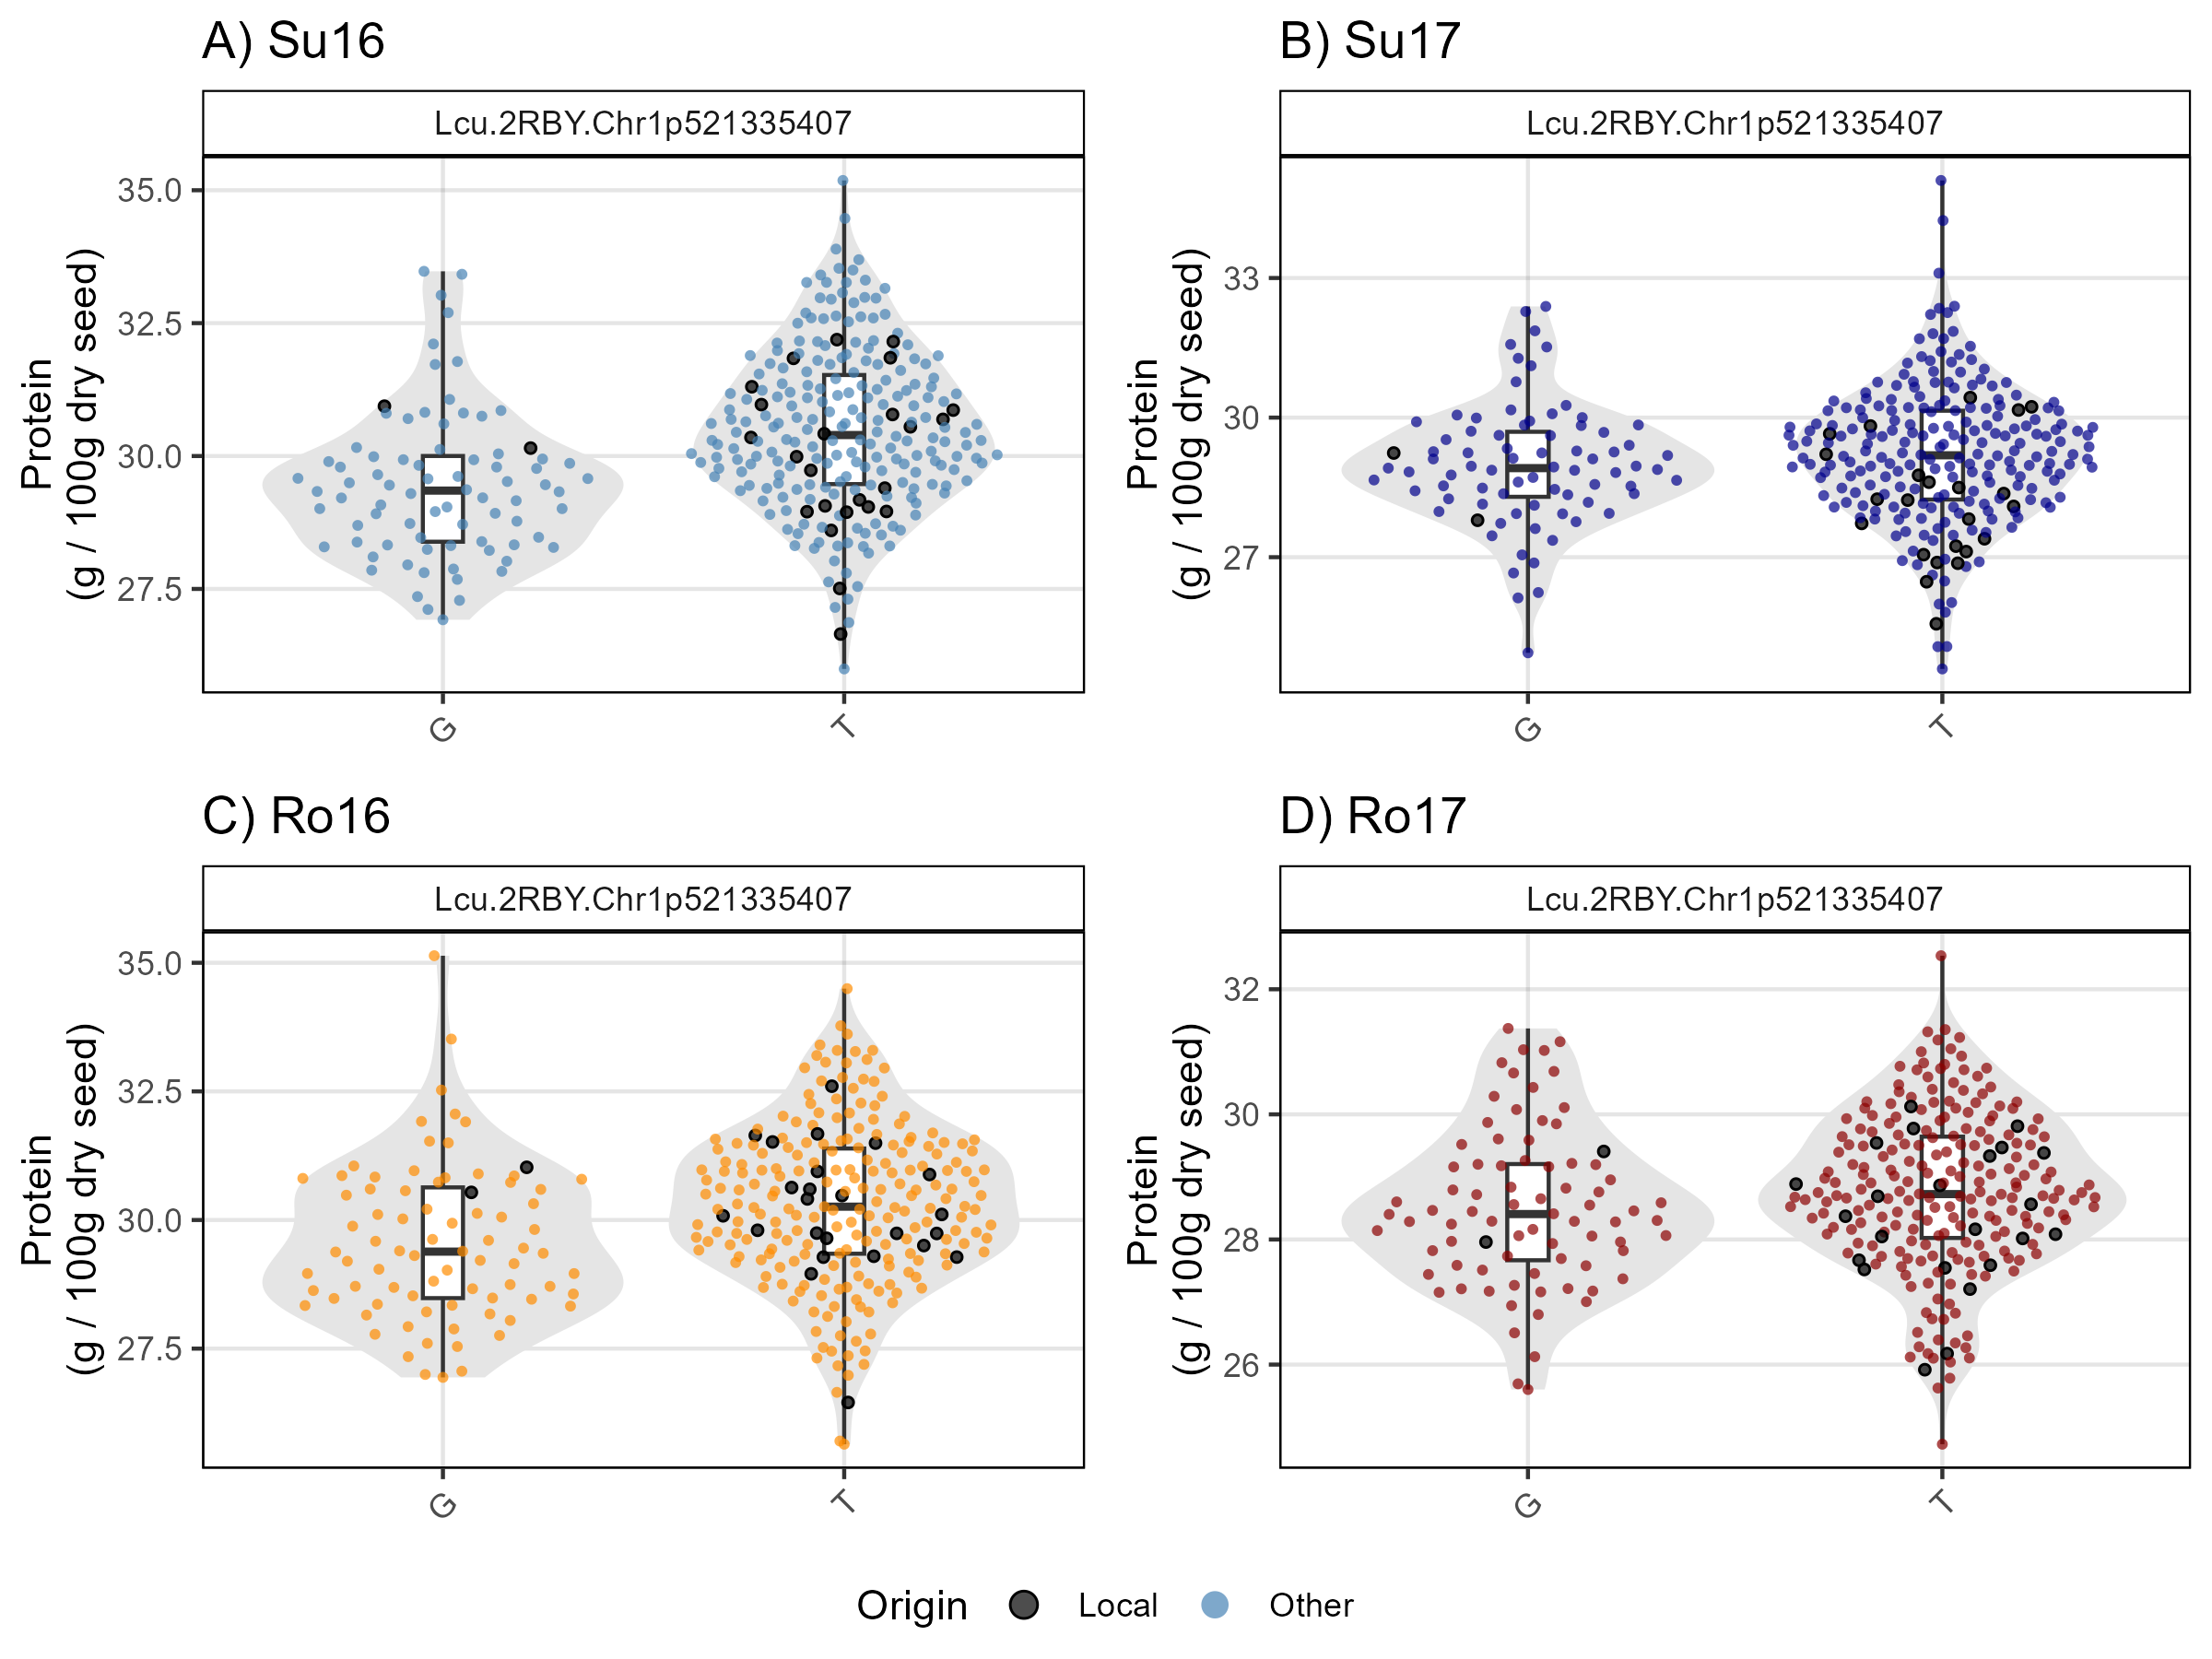 A) Su16
Lcu.2RBY.Chr1p521335407
Protein
(g / 100g dry seed)
35.0
32.5
30.0
27.5
G
T
B) Su17
Lcu.2RBY.Chr1p521335407
Protein
(g / 100g dry seed)
33
30
27
G
T
C) Ro16
Lcu.2RBY.Chr1p521335407
Protein
(g / 100g dry seed)
35.0
32.5
30.0
27.5
G
T
D) Ro17
Lcu.2RBY.Chr1p521335407
Protein
(g / 100g dry seed)
32
30
28
26
G
T
Origin Local Other